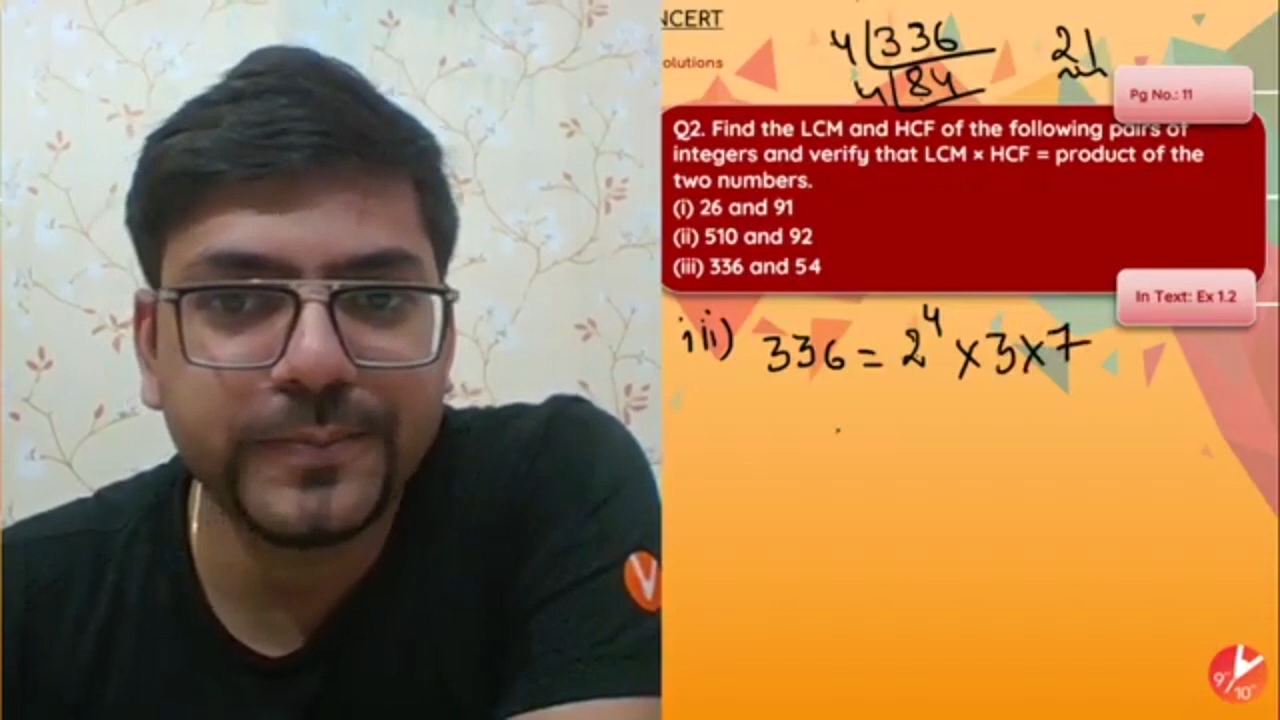 NCERT
olutions
4 336
4 84
21
Pg No.: 11
Q2. Find the LCM and HCF of the following pairs of
integers and verify that LCM × HCF = product of the
two numbers.
(i) 26 and 91
(ii) 510 and 92
(iii) 336 and 54
In Text: Ex 1.2
iii) 336 = 2⁴ × 3 × 7
V
9th/10th